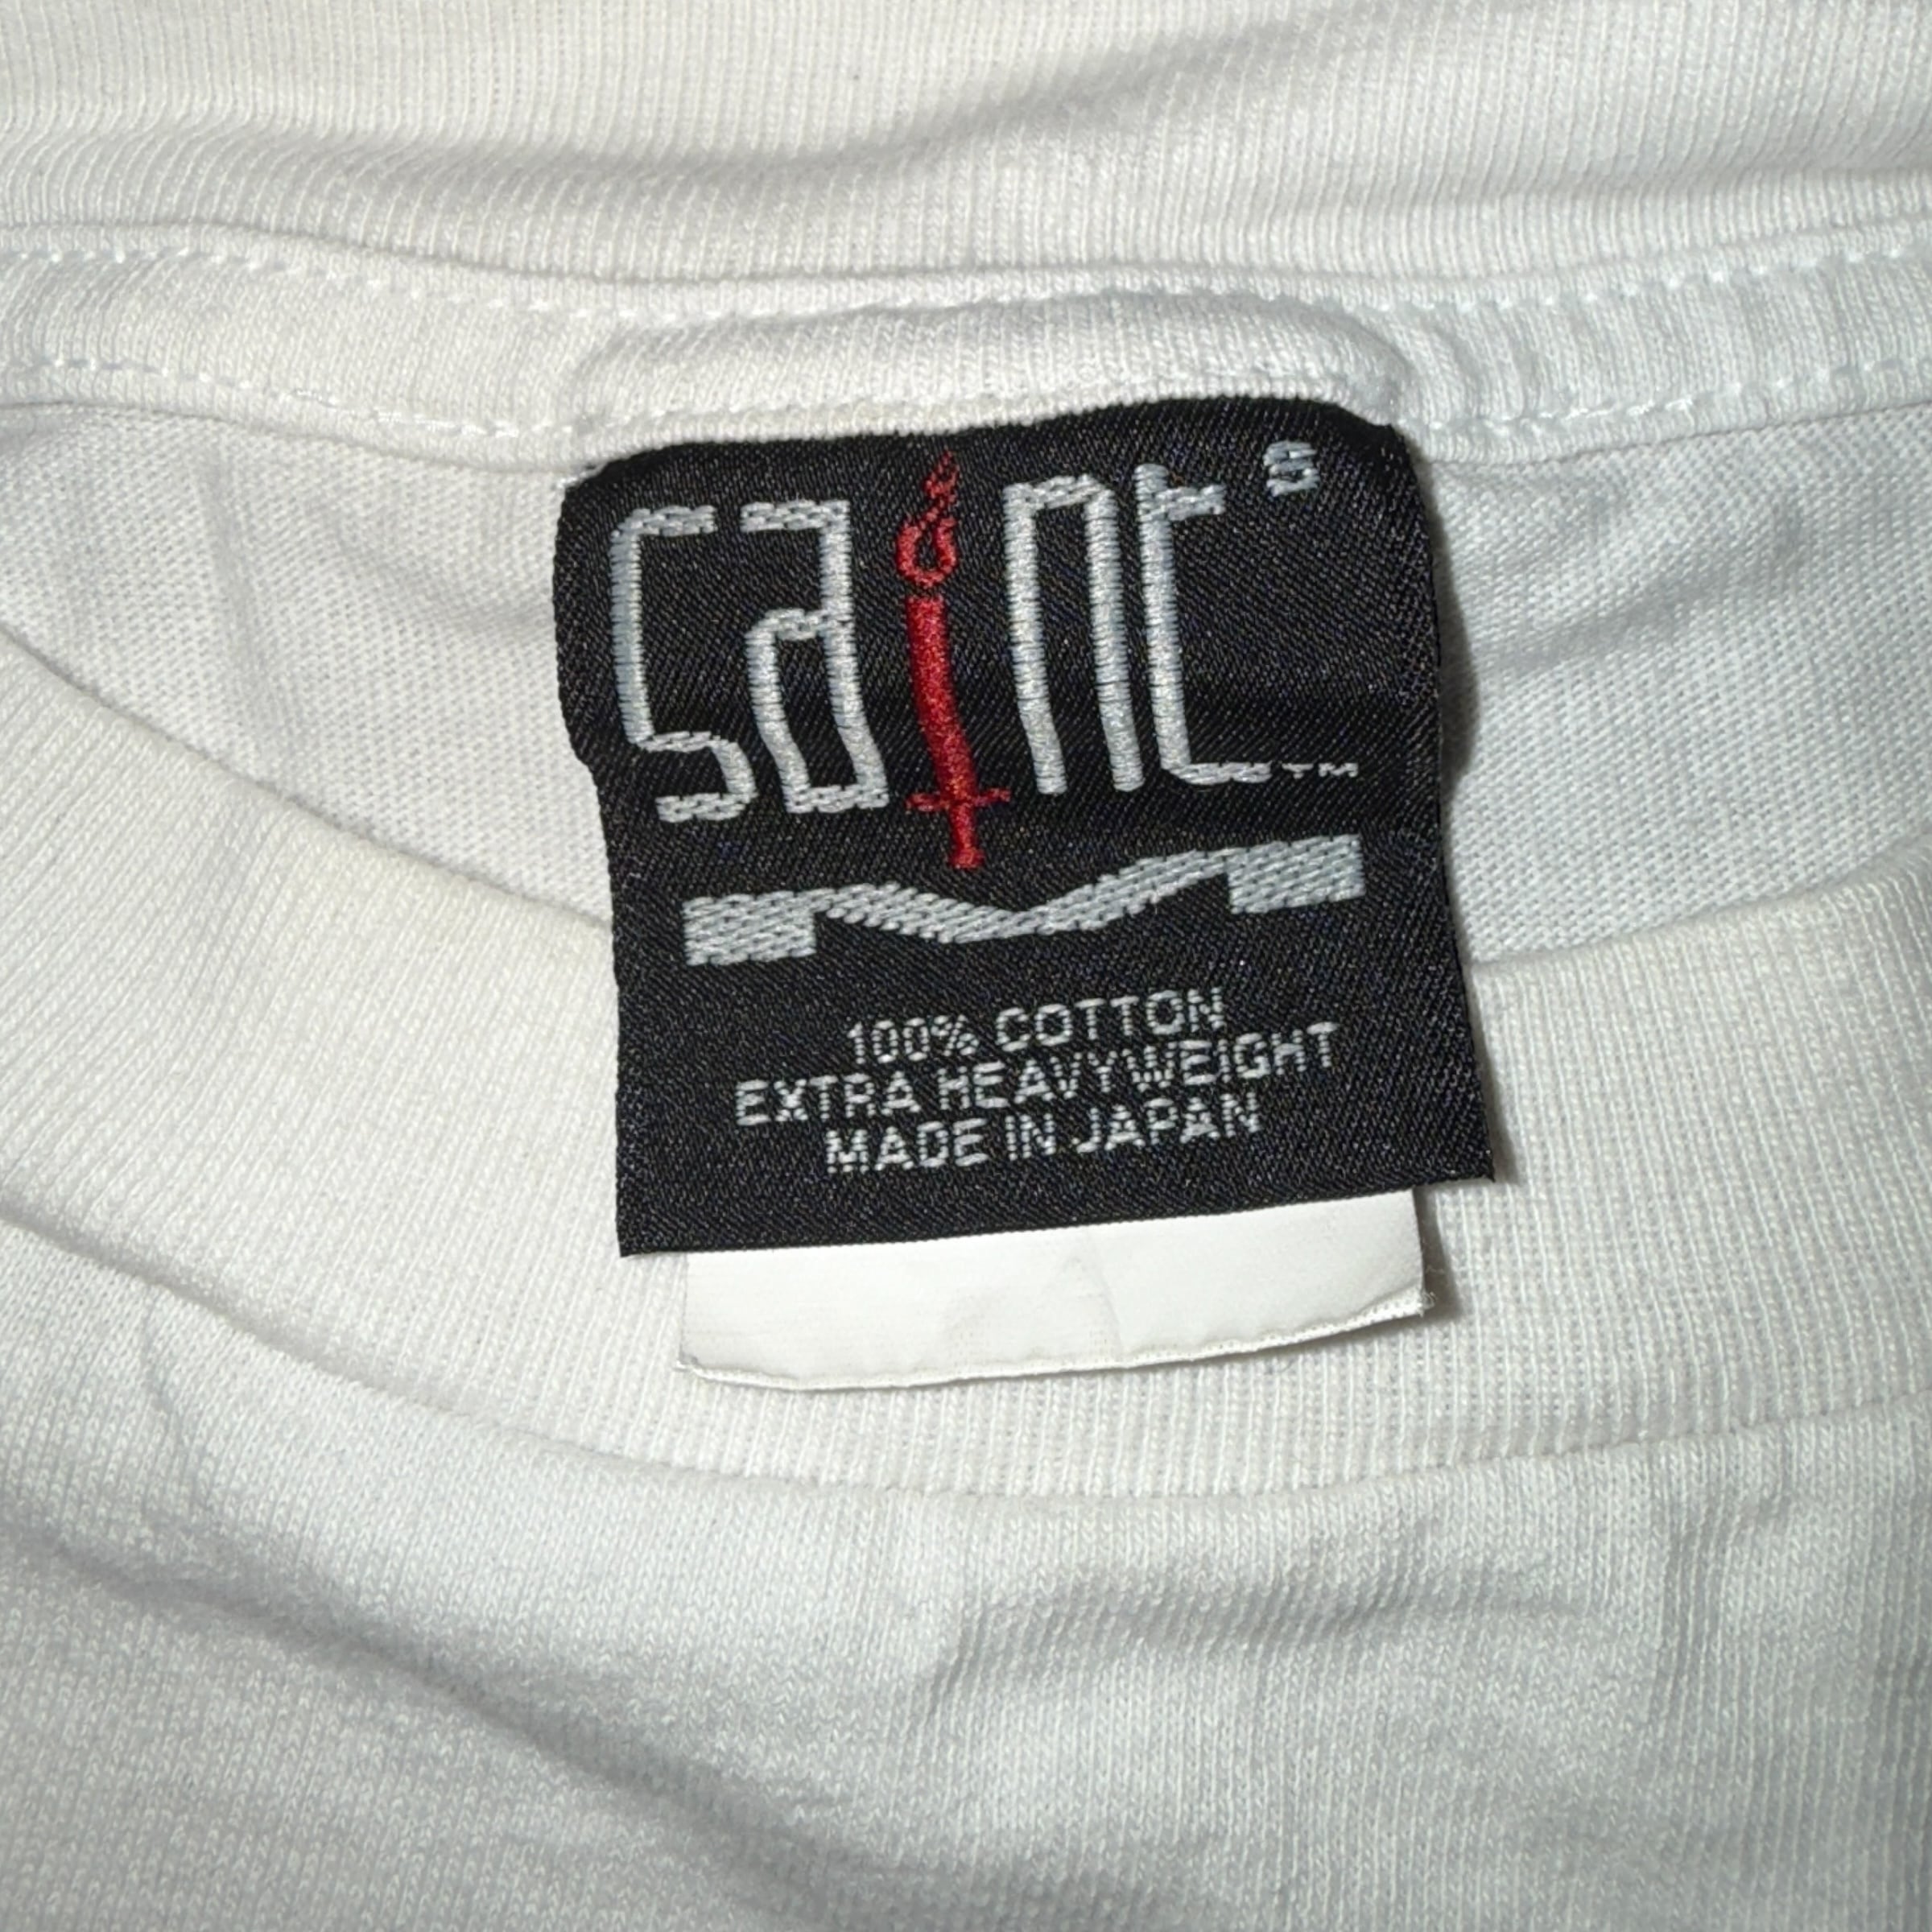 saint S
TM
100% COTTON
EXTRA HEAVYWEIGHT
MADE IN JAPAN